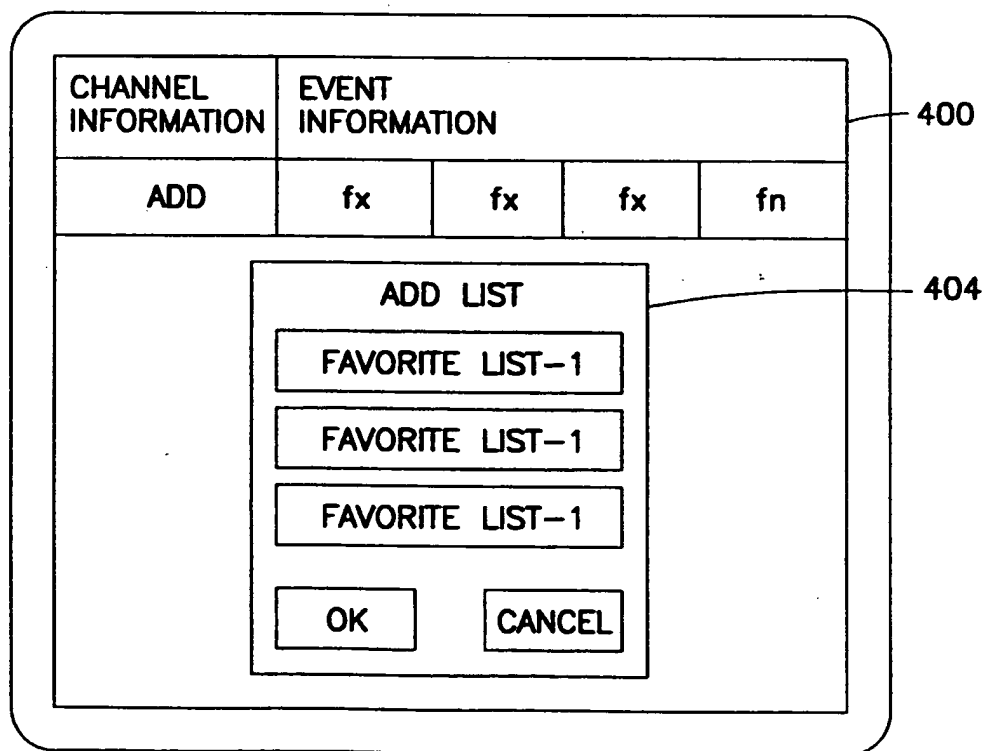 CHANNEL INFORMATION
EVENT INFORMATION
400
ADD fx fx fx fn
ADD LIST
404
FAVORITE LIST-1
FAVORITE LIST-1
FAVORITE LIST-1
OK CANCEL